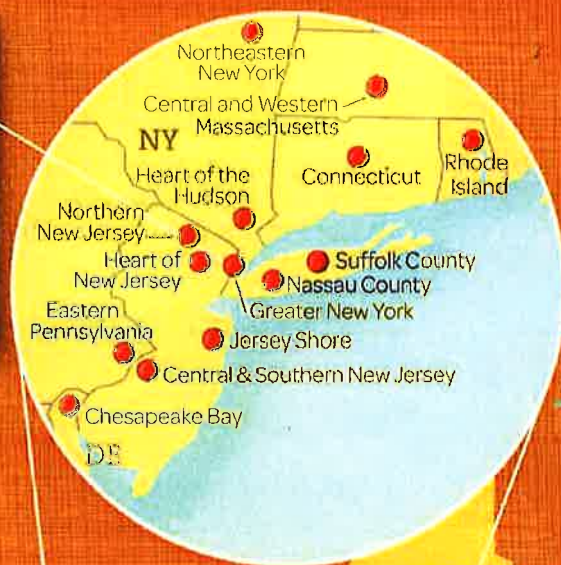 Northeastern
New York
Central and Western
Massachusetts
NY
Rhode
Island
Connecticut
Heart of the
Hudson
Northern
New Jersey
Heart of
New Jersey
Suffolk County
Nassau County
Greater New York
Eastern
Pennsylvania
Jersey Shore
Central & Southern New Jersey
Chesapeake Bay
DE